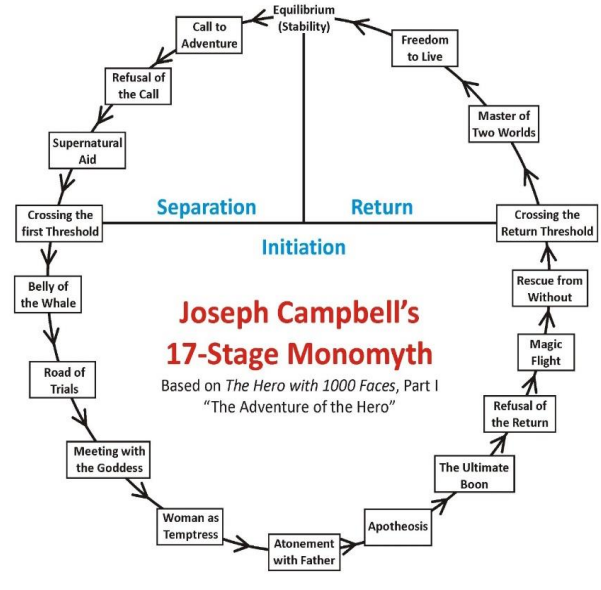 Equilibrium
(Stability)
Call to
Adventure
Refusal of
the Call
Supernatural
Aid
Crossing the
first Threshold
Belly of
the Whale
Road of
Trials
Meeting with
the Goddess
Woman as
Temptress
Atonement
with Father
Apotheosis
The Ultimate
Boon
Refusal of
the Return
Magic
Flight
Rescue from
Without
Crossing the
Return Threshold
Master of
Two Worlds
Freedom
to Live
Separation
Return
Initiation
Joseph Campbell’s
17-Stage Monomyth
Based on The Hero with 1000 Faces, Part I
“The Adventure of the Hero”